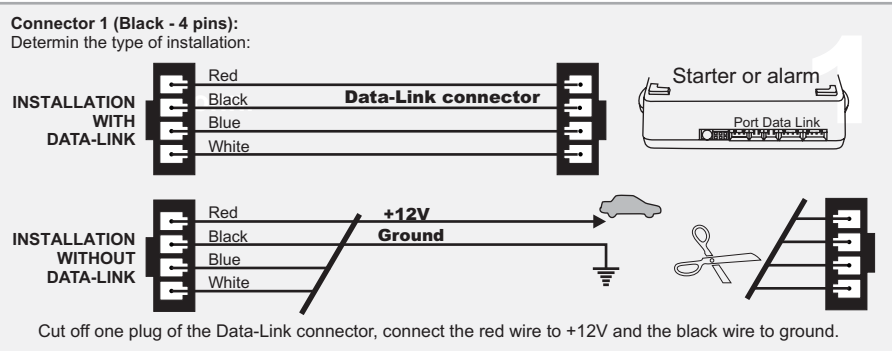 Connector 1 (Black - 4 pins):
Determin the type of installation:
1
Red
Black
Blue
White
Data-Link connector
INSTALLATION
WITH
DATA-LINK
Starter or alarm
Port Data Link
Red
Black
Blue
White
+12V
Ground
INSTALLATION
WITHOUT
DATA-LINK
Cut off one plug of the Data-Link connector, connect the red wire to +12V and the black wire to ground.